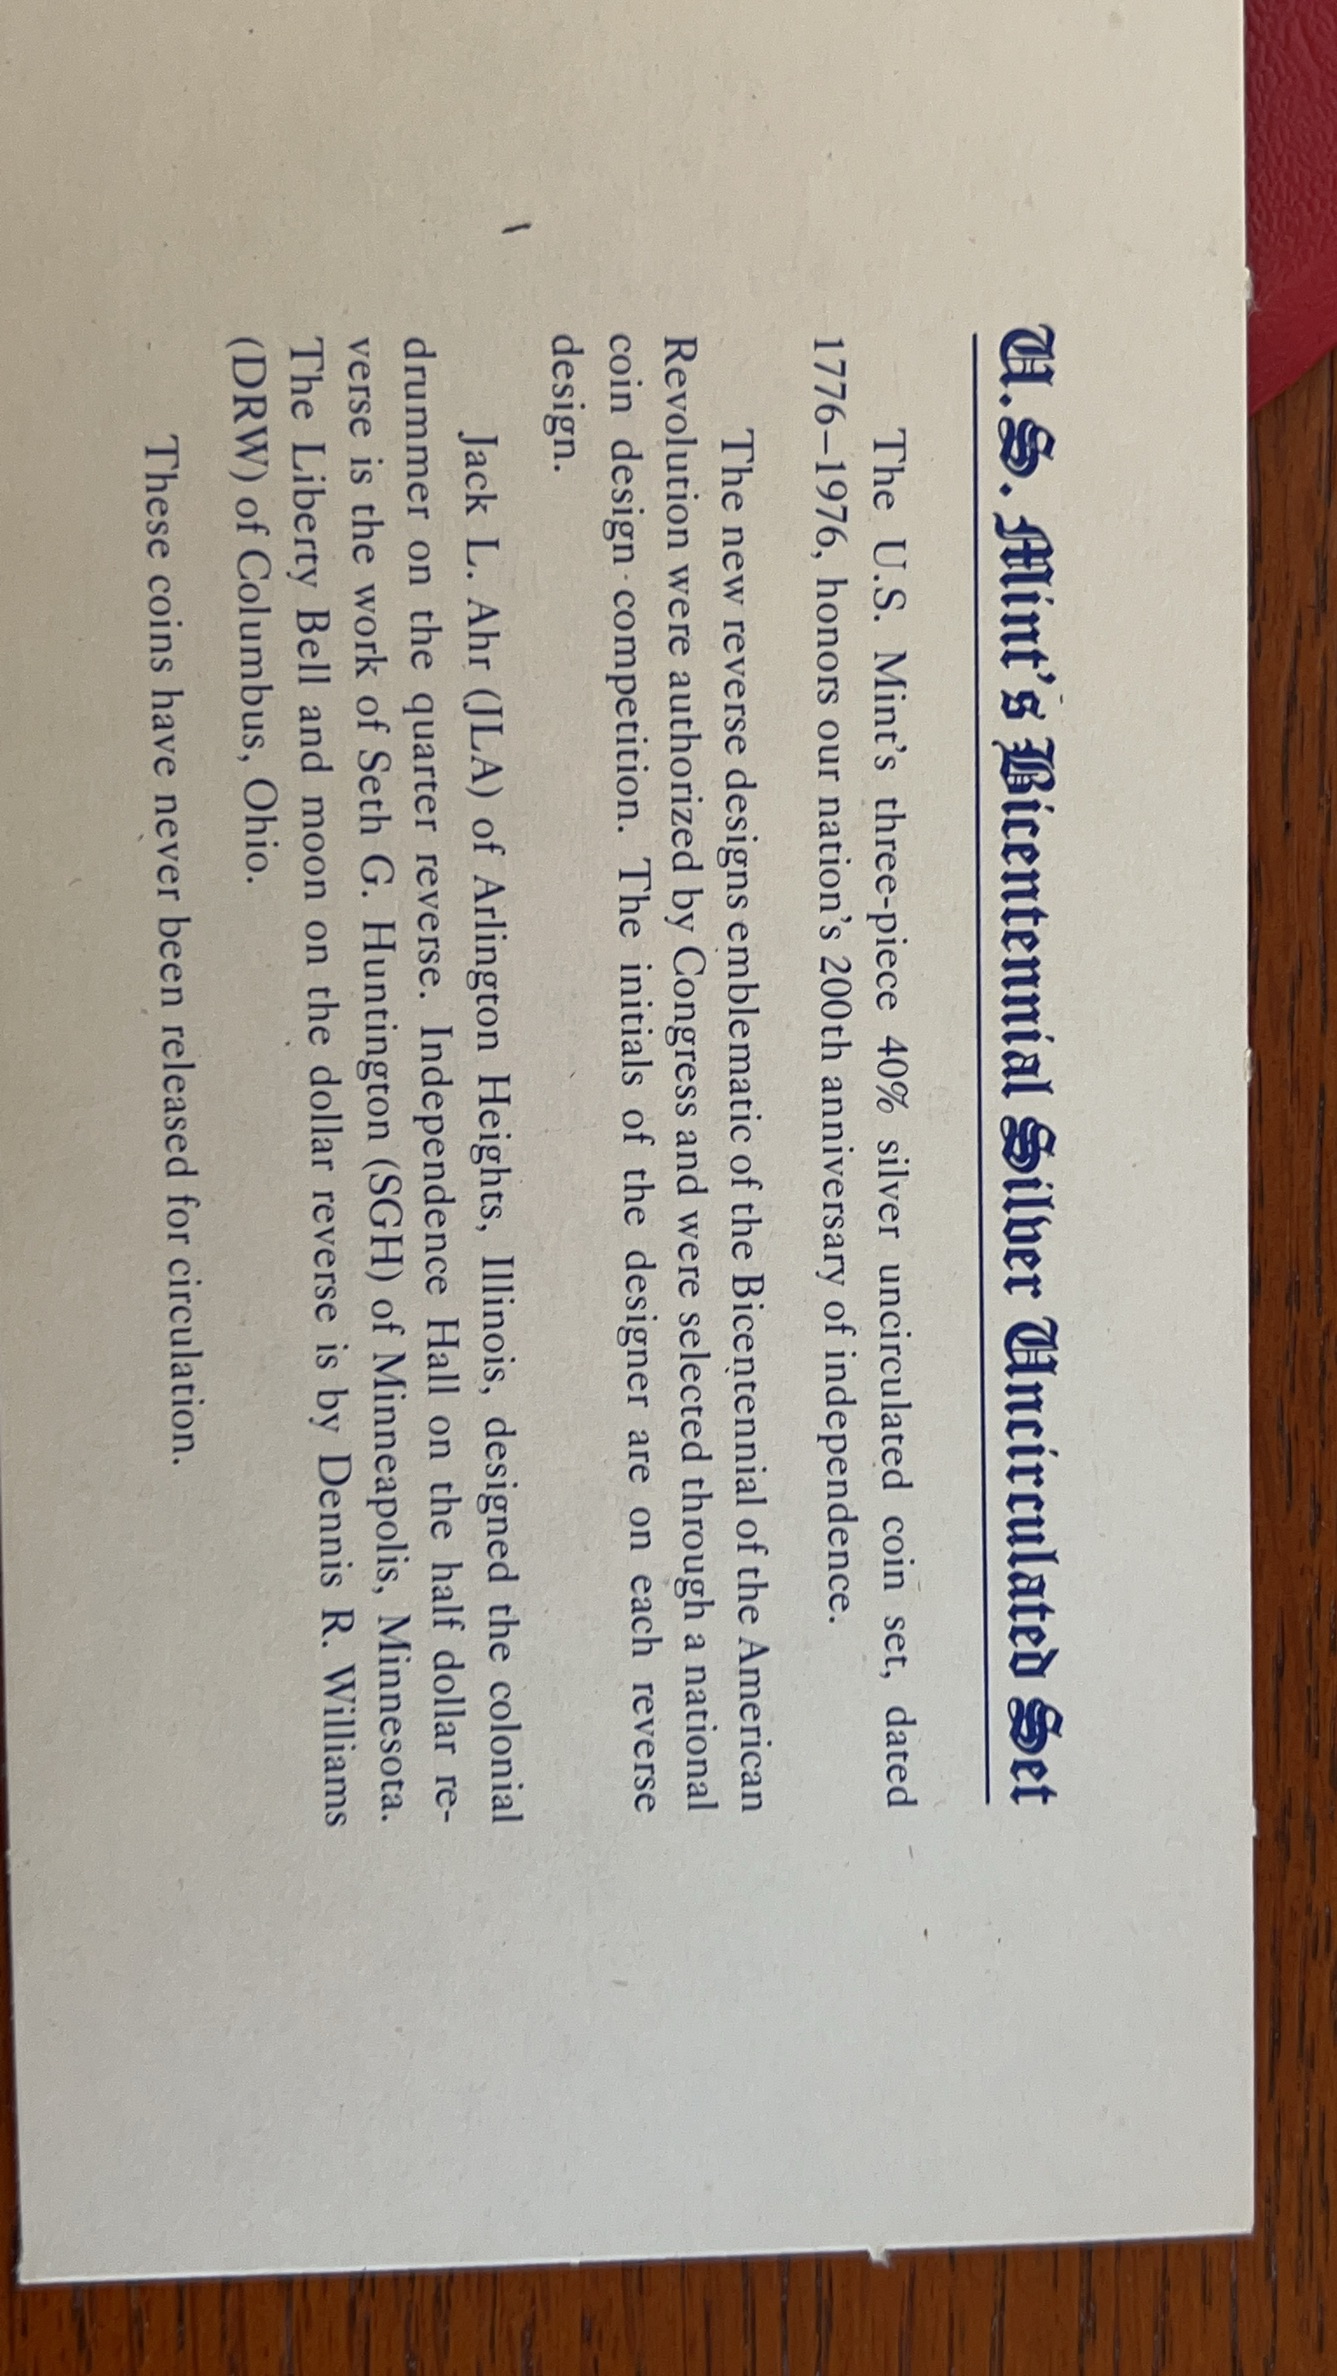 U.S. Mint's Bicentennial Silver Uncirculated Set
The U.S. Mint's three-piece 40% silver uncirculated coin set, dated
1776–1976, honors our nation's 200th anniversary of independence.
The new reverse designs emblematic of the Bicentennial of the American
Revolution were authorized by Congress and were selected through a national
coin design competition. The initials of the designer are on each reverse
design.
Jack L. Ahr (JLA) of Arlington Heights, Illinois, designed the colonial
drummer on the quarter reverse. Independence Hall on the half dollar re-
verse is the work of Seth G. Huntington (SGH) of Minneapolis, Minnesota.
The Liberty Bell and moon on the dollar reverse is by Dennis R. Williams
(DRW) of Columbus, Ohio.
These coins have never been released for circulation.